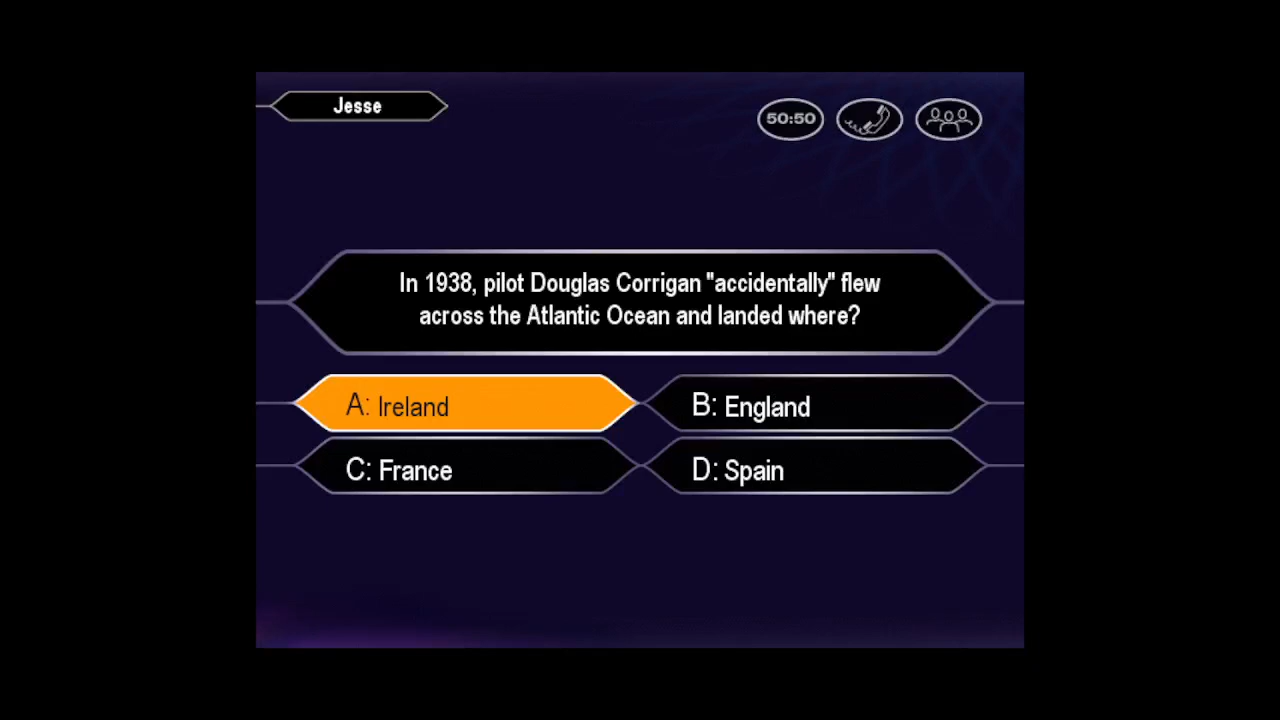 Jesse
50:50
In 1938, pilot Douglas Corrigan "accidentally" flew
across the Atlantic Ocean and landed where?
A: Ireland
B: England
C: France
D: Spain